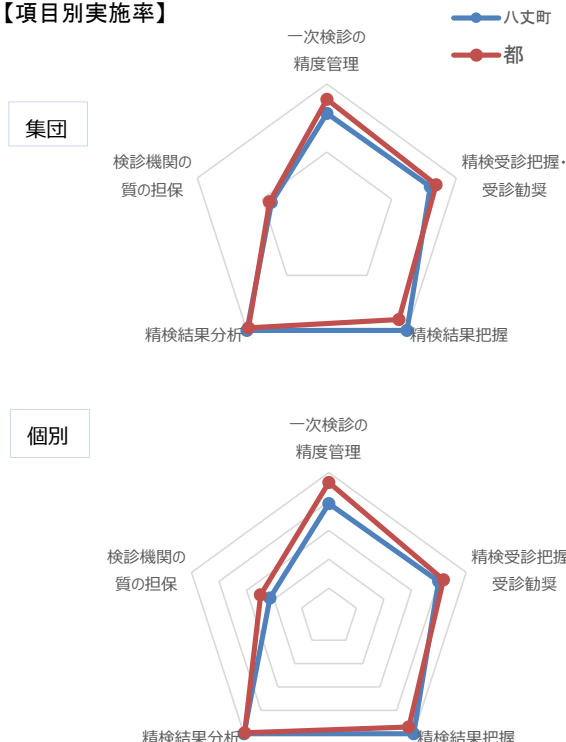 【項目別実施率】
八丈町
都
集団
一次検診の
精度管理
精検受診把握・
受診勧奨
精検結果把握
精検結果分析
検診機関の
質の担保
個別
一次検診の
精度管理
精検受診把握
受診勧奨
精検結果把握
精検結果分析
検診機関の
質の担保